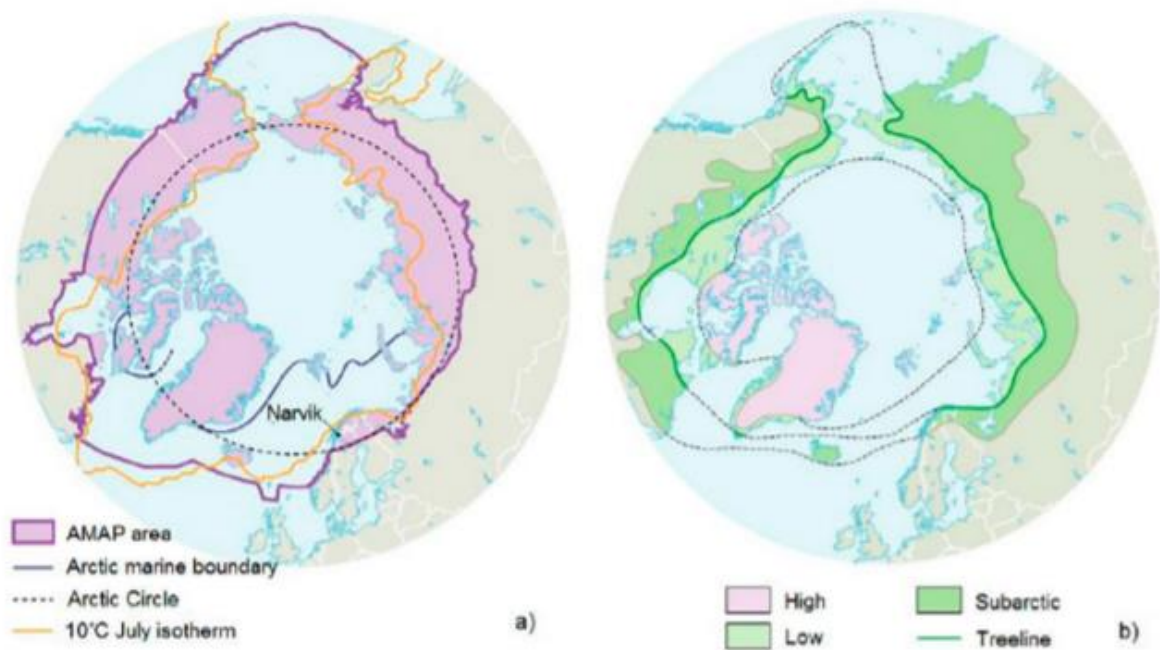 Narvik
AMAP area
Arctic marine boundary
Arctic Circle
10°C July isotherm
a)
High
Low
Subarctic
Treeline
b)